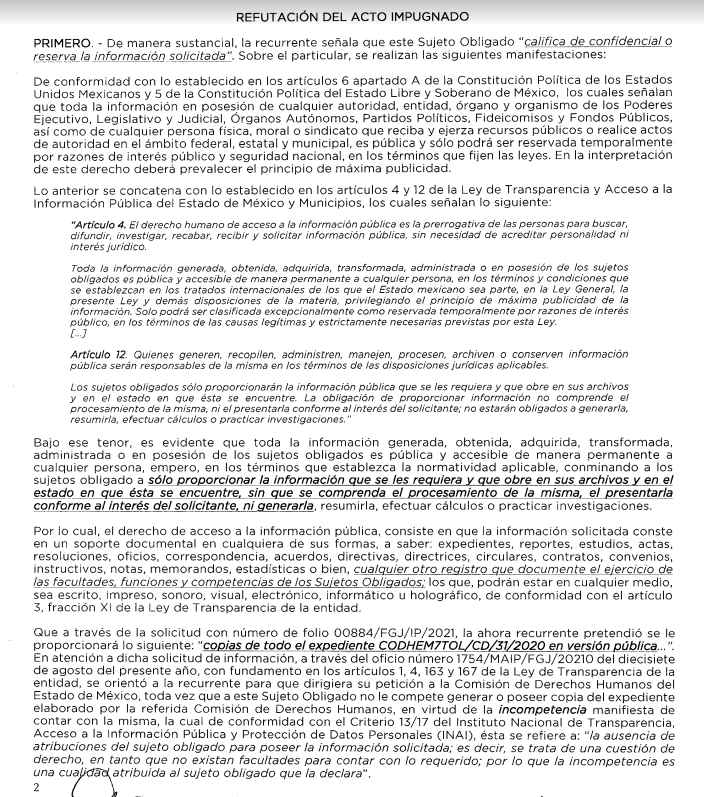 REFUTACIÓN DEL ACTO IMPUGNADO
PRIMERO. - De manera sustancial, la recurrente señala que este Sujeto Obligado "califica de confidencial o
reserva la información solicitada". Sobre el particular, se realizan las siguientes manifestaciones:
De conformidad con lo establecido en los artículos 6 apartado A de la Constitución Política de los Estados
Unidos Mexicanos y 5 de la Constitución Política del Estado Libre y Soberano de México, los cuales señalan
que toda la información en posesión de cualquier autoridad, entidad, órgano y organismo de los Poderes
Ejecutivo, Legislativo y Judicial, Órganos Autónomos, Partidos Políticos, Fideicomisos y Fondos Públicos,
así como de cualquier persona física, moral o sindicato que reciba y ejerza recursos públicos o realice actos
de autoridad en el ámbito federal, estatal y municipal, es pública y sólo podrá ser reservada temporalmente
por razones de interés público y seguridad nacional, en los términos que fijen las leyes. En la interpretación
de este derecho deberá prevalecer el principio de máxima publicidad.
Lo anterior se concatena con lo establecido en los artículos 4 y 12 de la Ley de Transparencia y Acceso a la
Información Pública del Estado de México y Municipios, los cuales señalan lo siguiente:
"Artículo 4. El derecho humano de acceso a la información pública es la prerrogativa de las personas para buscar,
difundir, investigar, recabar, recibir y solicitar información pública, sin necesidad de acreditar personalidad ni
interés jurídico.
Toda la información generada, obtenida, adquirida, transformada, administrada o en posesión de los sujetos
obligados es pública y accesible de manera permanente a cualquier persona, en los términos y condiciones que
se establezcan en los tratados internacionales de los que el Estado mexicano sea parte, en la Ley General, la
presente Ley y demás disposiciones de la materia, privilegiando el principio de máxima publicidad de la
información. Solo podrá ser clasificada excepcionalmente como reservada temporalmente por razones de interés
público, en los términos de las causas legítimas y estrictamente necesarias previstas por esta Ley.
[...]
Artículo 12. Quienes generen, recopilen, administren, manejen, procesen, archiven o conserven información
pública serán responsables de la misma en los términos de las disposiciones jurídicas aplicables.
Los sujetos obligados sólo proporcionarán la información pública que se les requiera y que obre en sus archivos
y en el estado en que ésta se encuentre. La obligación de proporcionar información no comprende el
procesamiento de la misma, ni el presentarla conforme al interés del solicitante; no estarán obligados a generarla,
resumirla, efectuar cálculos o practicar investigaciones."
Bajo ese tenor, es evidente que toda la información generada, obtenida, adquirida, transformada,
administrada o en posesión de los sujetos obligados es pública y accesible de manera permanente a
cualquier persona, empero, en los términos que establezca la normatividad aplicable, conminando a los
sujetos obligado a sólo proporcionar la información que se les requiera y que obre en sus archivos y en el
estado en que ésta se encuentre, sin que se comprenda el procesamiento de la misma, el presentarla
conforme al interés del solicitante, ni generarla, resumirla, efectuar cálculos o practicar investigaciones.
Por lo cual, el derecho de acceso a la información pública, consiste en que la información solicitada conste
en un soporte documental en cualquiera de sus formas, a saber: expedientes, reportes, estudios, actas,
resoluciones, oficios, correspondencia, acuerdos, directivas, directrices, circulares, contratos, convenios,
instructivos, notas, memorandos, estadísticas o bien, cualquier otro registro que documente el ejercicio de
las facultades, funciones y competencias de los Sujetos Obligados; los que, podrán estar en cualquier medio,
sea escrito, impreso, sonoro, visual, electrónico, informático u holográfico, de conformidad con el artículo
3, fracción XI de la Ley de Transparencia de la entidad.
Que a través de la solicitud con número de folio 00884/FGJ/IP/2021, la ahora recurrente pretendió se le
proporcionará lo siguiente: "copias de todo el expediente CODHEM7TOL/CD/31/2020 en versión pública...".
En atención a dicha solicitud de información, a través del oficio número 1754/MAIP/FGJ/20210 del diecisiete
de agosto del presente año, con fundamento en los artículos 1, 4, 163 y 167 de la Ley de Transparencia de la
entidad, se orientó a la recurrente para que dirigiera su petición a la Comisión de Derechos Humanos del
Estado de México, toda vez que a este Sujeto Obligado no le compete generar o poseer copia del expediente
elaborado por la referida Comisión de Derechos Humanos, en virtud de la incompetencia manifiesta de
contar con la misma, la cual de conformidad con el Criterio 13/17 del Instituto Nacional de Transparencia,
Acceso a la Información Pública y Protección de Datos Personales (INAI), ésta se refiere a: "la ausencia de
atribuciones del sujeto obligado para poseer la información solicitada; es decir, se trata de una cuestión de
derecho, en tanto que no existan facultades para contar con lo requerido; por lo que la incompetencia es
una cualidad atribuida al sujeto obligado que la declara".
2